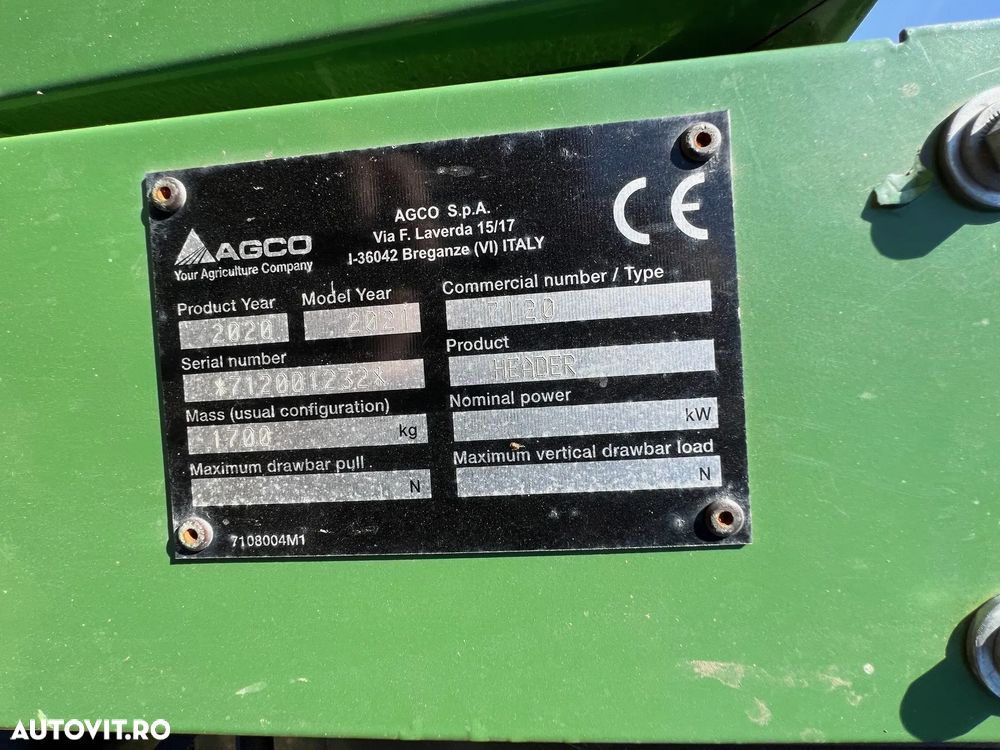 AGCO
Your Agriculture Company
AGCO S.p.A.
Via F. Laverda 15/17
I-36042 Breganze (VI) ITALY
CE
Product Year
2020
Model Year
2021
Commercial number / Type
7120
Serial number
*712001232*
Product
HEADER
Mass (usual configuration)
1700 kg
Nominal power
kW
Maximum drawbar pull
N
Maximum vertical drawbar load
N
7108004M1
AUTOVIT.RO